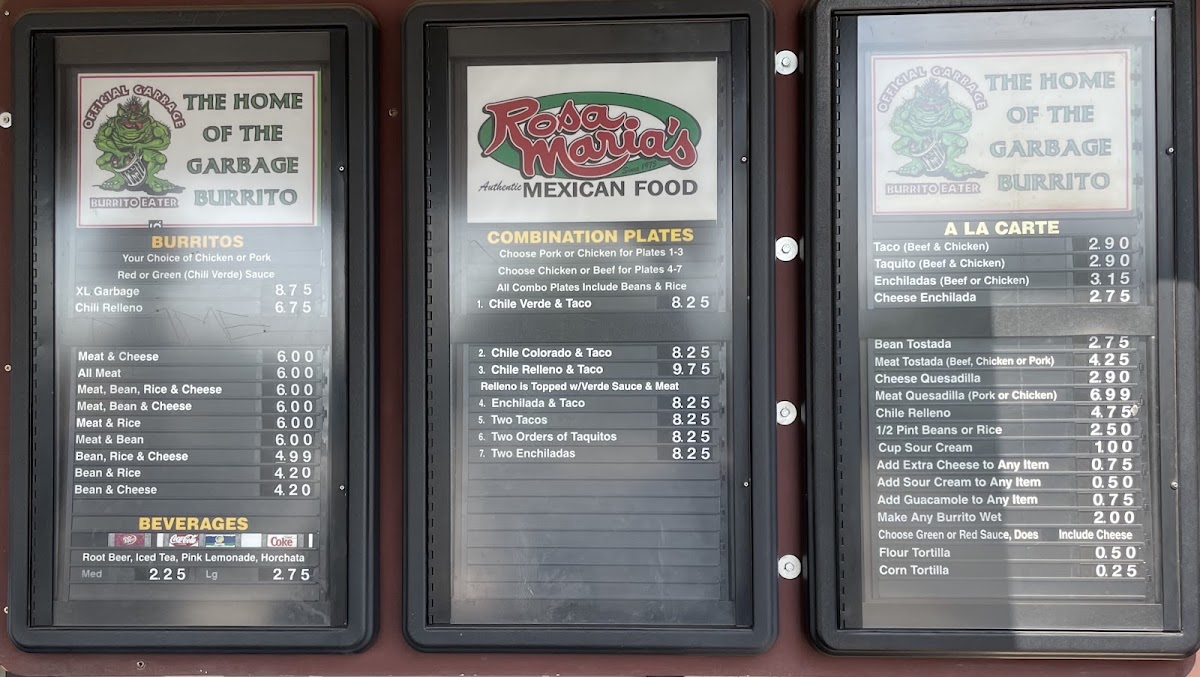 OFFICIAL GARBAGE
BURRITO EATER
THE HOME
OF THE
GARBAGE
BURRITO
BURRITOS
Your Choice of Chicken or Pork
Red or Green (Chili Verde) Sauce
XL Garbage 8.75
Chili Relleno 6.75
Meat & Cheese 6.00
All Meat 6.00
Meat, Bean, Rice & Cheese 6.00
Meat, Bean & Cheese 6.00
Meat & Rice 6.00
Meat & Bean 6.00
Bean, Rice & Cheese 4.99
Bean & Rice 4.20
Bean & Cheese 4.20
BEVERAGES
Coca-Cola Coke
Root Beer, Iced Tea, Pink Lemonade, Horchata
Med 2.25 Lg 2.75
Rosa
Maria's
Since 1975
Authentic MEXICAN FOOD
COMBINATION PLATES
Choose Pork or Chicken for Plates 1-3
Choose Chicken or Beef for Plates 4-7
All Combo Plates Include Beans & Rice
1. Chile Verde & Taco 8.25
2. Chile Colorado & Taco 8.25
3. Chile Relleno & Taco 9.75
Relleno is Topped w/Verde Sauce & Meat
4. Enchilada & Taco 8.25
5. Two Tacos 8.25
6. Two Orders of Taquitos 8.25
7. Two Enchiladas 8.25
OFFICIAL GARBAGE
BURRITO EATER
THE HOME
OF THE
GARBAGE
BURRITO
A LA CARTE
Taco (Beef & Chicken) 2.90
Taquito (Beef & Chicken) 2.90
Enchiladas (Beef or Chicken) 3.15
Cheese Enchilada 2.75
Bean Tostada 2.75
Meat Tostada (Beef, Chicken or Pork) 4.25
Cheese Quesadilla 2.90
Meat Quesadilla (Pork or Chicken) 6.99
Chile Relleno 4.75
1/2 Pint Beans or Rice 2.50
Cup Sour Cream 1.00
Add Extra Cheese to Any Item 0.75
Add Sour Cream to Any Item 0.50
Add Guacamole to Any Item 0.75
Make Any Burrito Wet 2.00
Choose Green or Red Sauce, Does Include Cheese
Flour Tortilla 0.50
Corn Tortilla 0.25